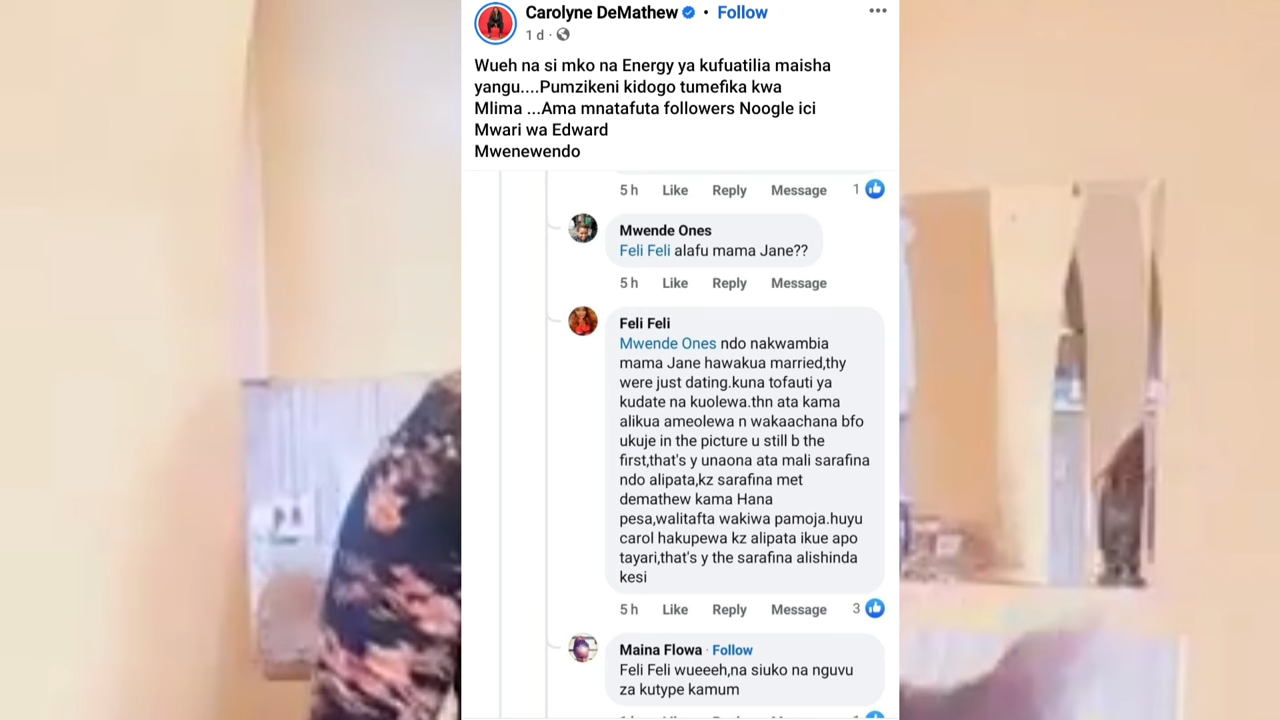 Carolyne DeMathew • Follow
1 d ·
Wueh na si mko na Energy ya kufuatilia maisha
yangu....Pumzikeni kidogo tumefika kwa
Mlima ...Ama mnatafuta followers Noogle ici
Mwari wa Edward
Mwenewendo
5 h Like Reply Message 1
Mwende Ones
Feli Feli alafu mama Jane??
5 h Like Reply Message
Feli Feli
Mwende Ones ndo nakwambia
mama Jane hawakua married,thy
were just dating.kuna tofauti ya
kudate na kuolewa.thn ata kama
alikua ameolewa n wakaachana bfo
ukuje in the picture u still b the
first,that's y unaona ata mali sarafina
ndo alipata,kz sarafina met
demathew kama Hana
pesa,walitafta wakiwa pamoja.huyu
carol hakupewa kz alipata ikue apo
tayari,that's y the sarafina alishinda
kesi
5 h Like Reply Message 3
Maina Flowa · Follow
Feli Feli wueeeh,na siuko na nguvu
za kutype kamum